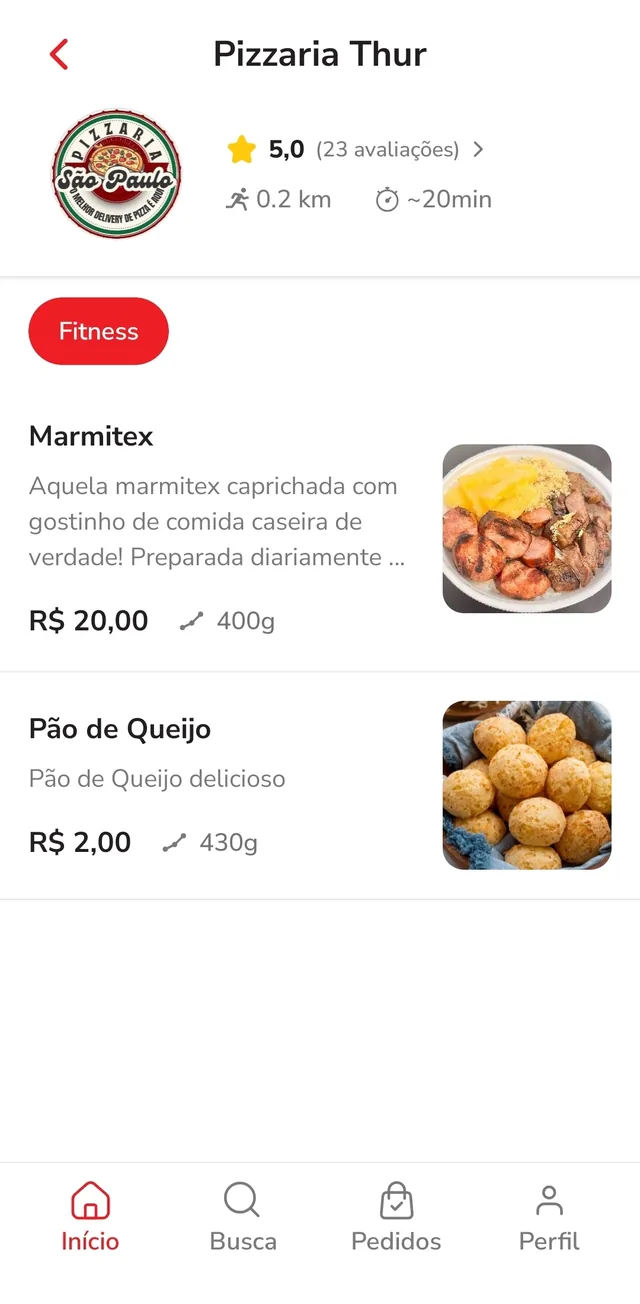 Pizzaria Thur
PIZZARIA
São Paulo
O MELHOR DELIVERY DE PIZZA É AQUI
5,0 (23 avaliações)
0.2 km ~20min
Fitness
Marmitex
Aquela marmitex caprichada com
gostinho de comida caseira de
verdade! Preparada diariamente ...
R$ 20,00 400g
Pão de Queijo
Pão de Queijo delicioso
R$ 2,00 430g
Início Busca Pedidos Perfil